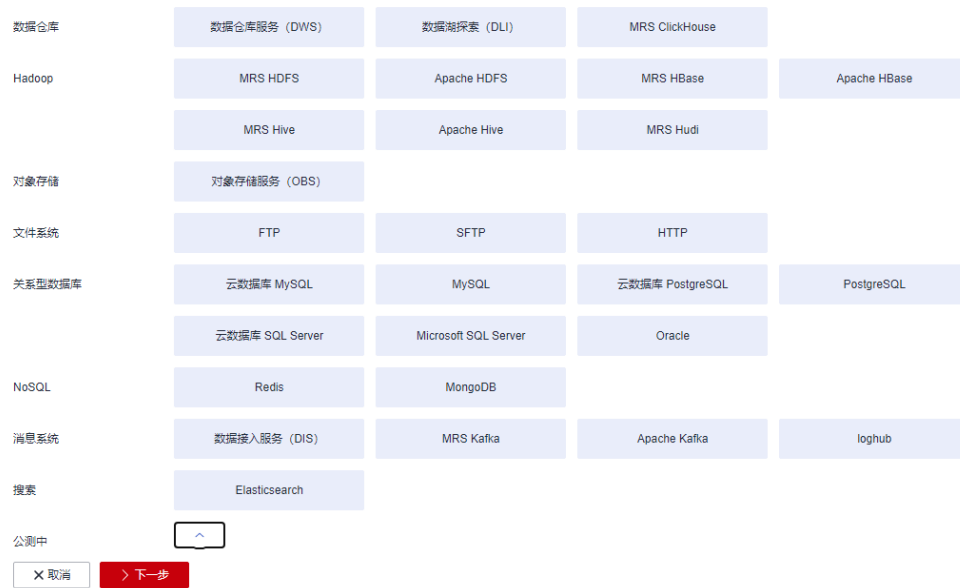 数据仓库 数据仓库服务（DWS） 数据湖探索（DLI） MRS ClickHouse
Hadoop MRS HDFS Apache HDFS MRS HBase Apache HBase
MRS Hive Apache Hive MRS Hudi
对象存储 对象存储服务（OBS）
文件系统 FTP SFTP HTTP
关系型数据库 云数据库 MySQL MySQL 云数据库 PostgreSQL PostgreSQL
云数据库 SQL Server Microsoft SQL Server Oracle
NoSQL Redis MongoDB
消息系统 数据接入服务（DIS） MRS Kafka Apache Kafka loghub
搜索 Elasticsearch
公测中
取消 下一步